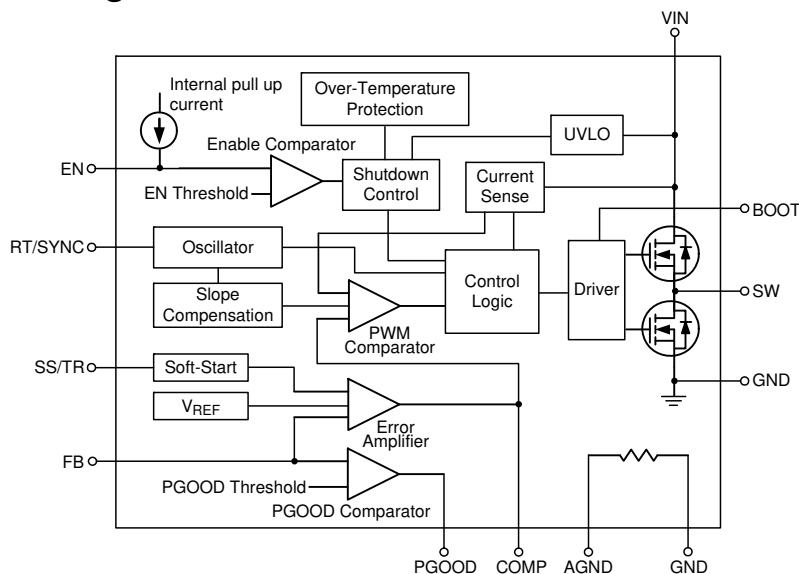 VIN
Internal pull up
current
Over-Temperature
Protection
UVLO
Enable Comparator
EN
EN Threshold
Shutdown
Control
Current
Sense
BOOT
RT/SYNC
Oscillator
Slope
Compensation
Control
Logic
Driver
SW
PWM
Comparator
SS/TR
Soft-Start
VREF
Error
Amplifier
GND
FB
PGOOD Threshold
PGOOD Comparator
PGOOD
COMP
AGND
GND